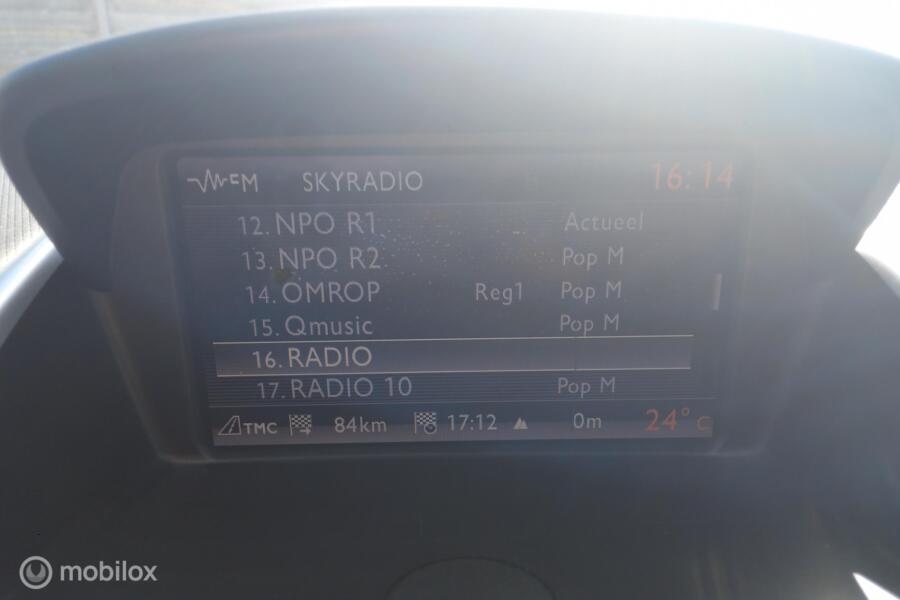 FM SKYRADIO 16:14
12. NPO R1 Actueel
13. NPO R2 Pop M
14. OMROP Reg1 Pop M
15. Qmusic Pop M
16. RADIO
17. RADIO 10 Pop M
TMC 84km 17:12 0m 24°C
mobilox